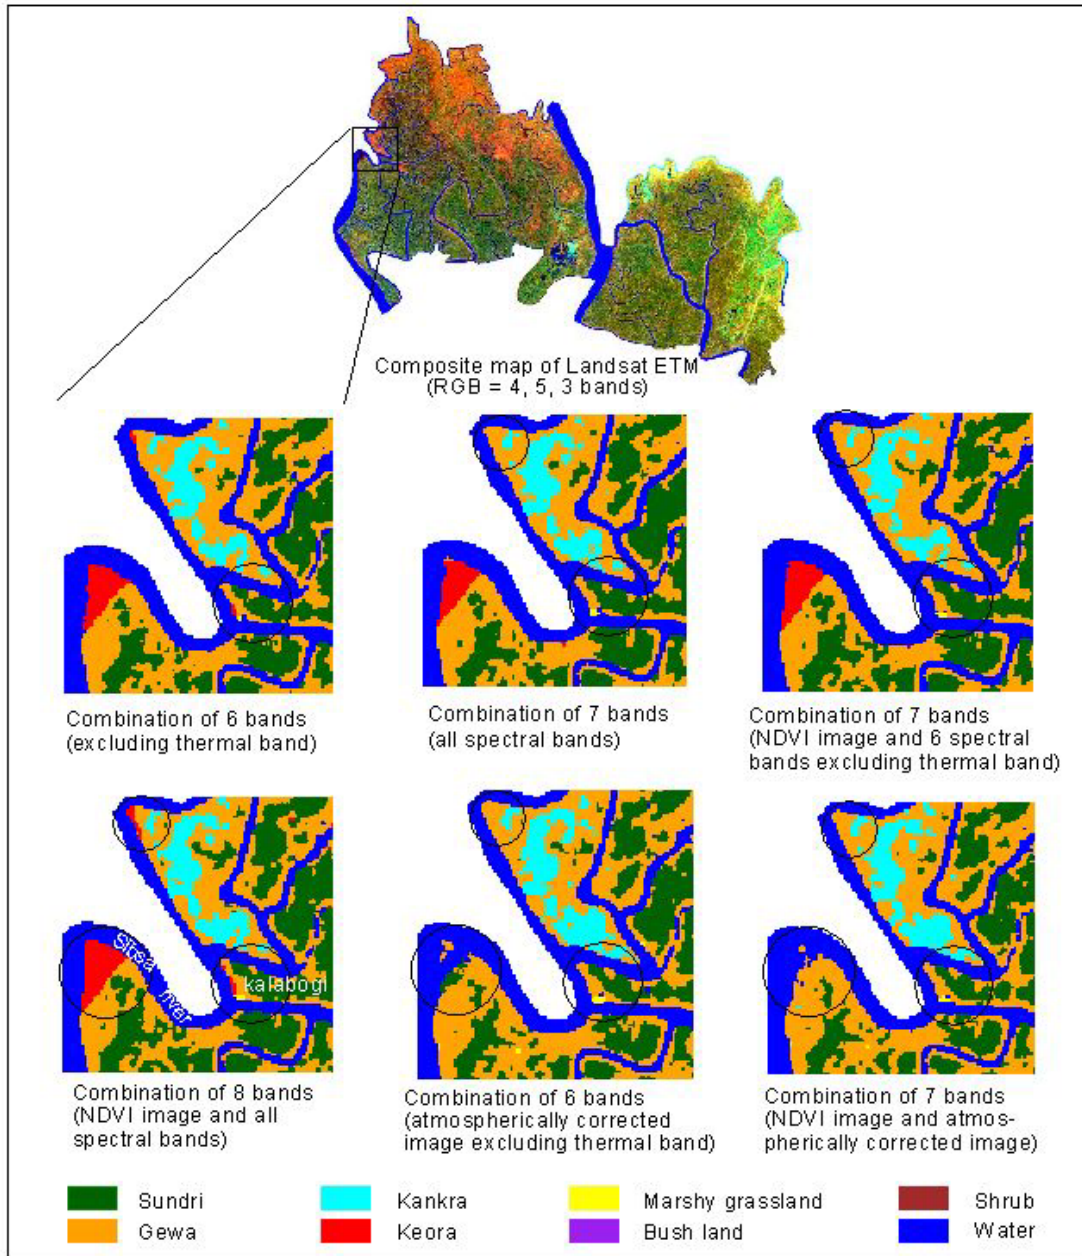 Composite map of Landsat ETM
(RGB = 4, 5, 3 bands)
Combination of 6 bands
(excluding thermal band)
Combination of 7 bands
(all spectral bands)
Combination of 7 bands
(NDVI image and 6 spectral
bands excluding thermal band)
kalabogi
Combination of 8 bands
(NDVI image and all
spectral bands)
Combination of 6 bands
(atmospherically corrected
image excluding thermal band)
Combination of 7 bands
(NDVI image and atmos-
pherically corrected image)
Sundri
Kankra
Marshy grassland
Shrub
Gewa
Keora
Bush land
Water